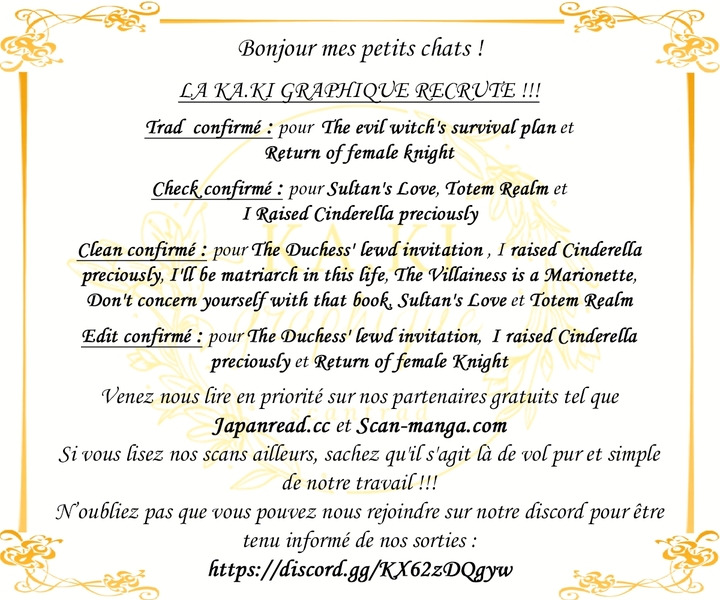 Bonjour mes petits chats !
LA KA.KI GRAPHIQUE RECRUTE !!!
Trad confirmé : pour The evil witch's survival plan et
Return of female knight
Check confirmé : pour Sultan's Love, Totem Realm et
I Raised Cinderella preciously
Clean confirmé : pour The Duchess' lewd invitation , I raised Cinderella
preciously, I'll be matriarch in this life, The Villainess is a Marionette,
Don't concern yourself with that book, Sultan's Love et Totem Realm
Edit confirmé : pour The Duchess' lewd invitation, I raised Cinderella
preciously et Return of female Knight
Venez nous lire en priorité sur nos partenaires gratuits tel que
Japanread.cc et Scan-manga.com
Si vous lisez nos scans ailleurs, sachez qu'il s'agit là de vol pur et simple
de notre travail !!!
N'oubliez pas que vous pouvez nous rejoindre sur notre discord pour être
tenu informé de nos sorties :
https://discord.gg/KX62zDQgyw
KA.KI
graphique
scantrad